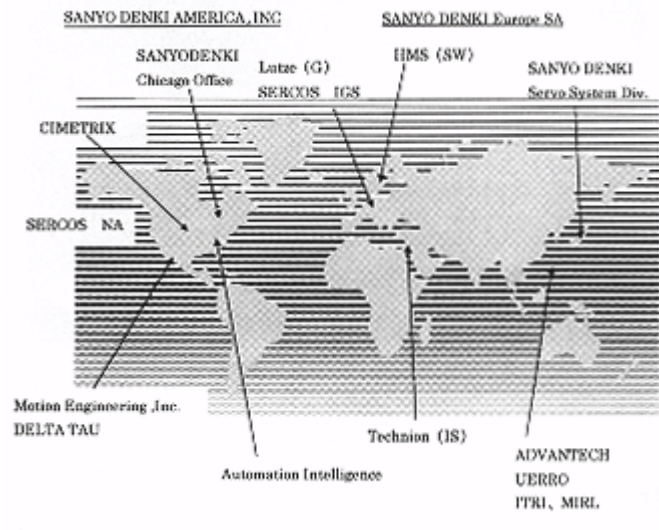 SANYO DENKI AMERICA,INC
SANYO DENKI Europe SA
SANYODENKI
Chicago Office
Lutze (G)
SERCOS IGS
HMS (SW)
SANYO DENKI
Servo System Div.
CIMETRIX
SERCOS NA
Motion Engineering ,Inc.
DELTA TAU
Technion (IS)
Automation Intelligence
ADVANTECH
UERRO
ITRI、MIRL